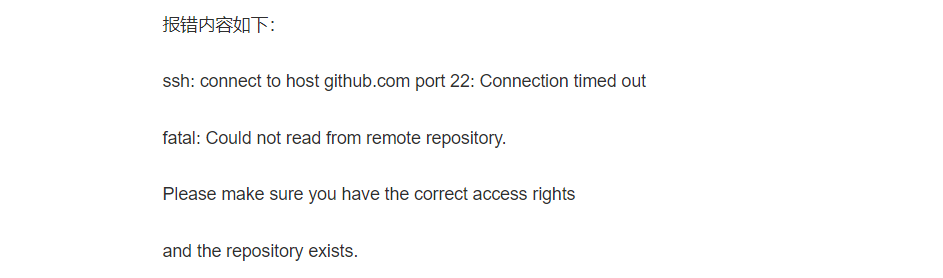 报错内容如下：
ssh: connect to host github.com port 22: Connection timed out
fatal: Could not read from remote repository.
Please make sure you have the correct access rights
and the repository exists.